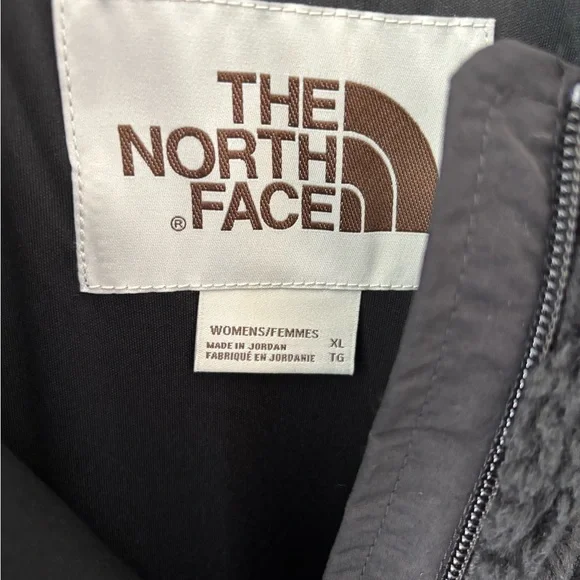 THE
NORTH
® FACE
WOMENS/FEMMES
MADE IN JORDAN XL
FABRIQUÉ EN JORDANIE TG